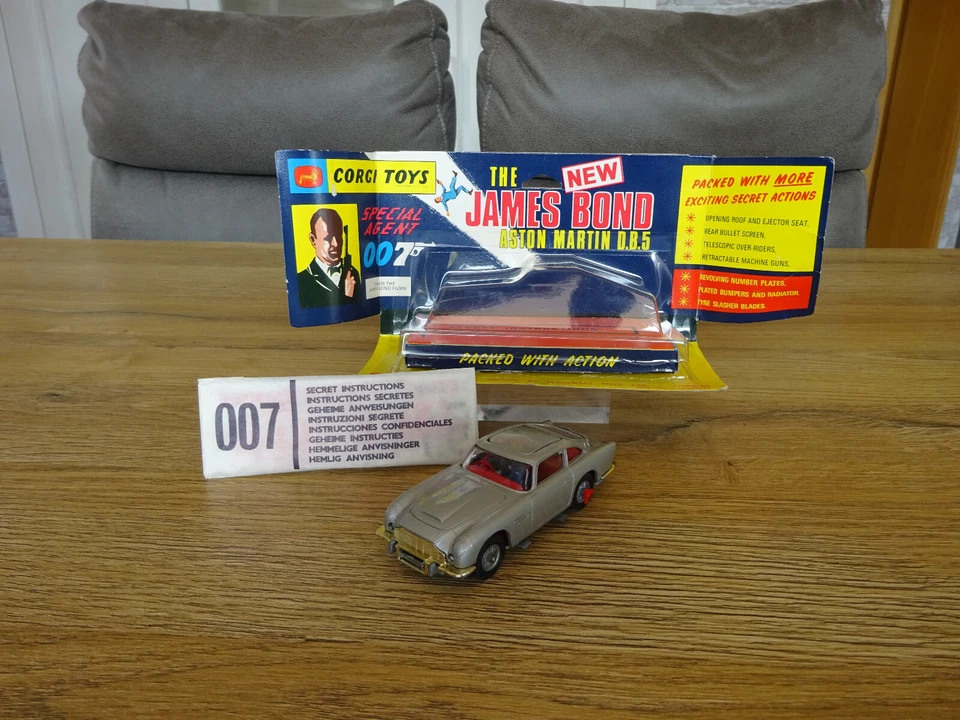 CORGI TOYS
SPECIAL
AGENT
007
THE
NEW
JAMES BOND
ASTON MARTIN D.B.5
PACKED WITH MORE
EXCITING SECRET ACTIONS
OPENING ROOF AND EJECTOR SEAT,
REAR BULLET SCREEN,
TELESCOPIC OVER-RIDERS,
RETRACTABLE MACHINE GUNS,
REVOLVING NUMBER PLATES,
PLATED BUMPERS AND RADIATOR.
TYRE SLASHER BLADES.
PACKED WITH ACTION
007
SECRET INSTRUCTIONS
INSTRUCTIONS SECRETES
GEHEIME ANWEISUNGEN
INSTRUZIONI SEGRETE
INSTRUCCIONES CONFIDENCIALES
GEHEIME INSTRUCTIES
HEMMELIGE ANVISNINGER
HEMLIG ANVISNING